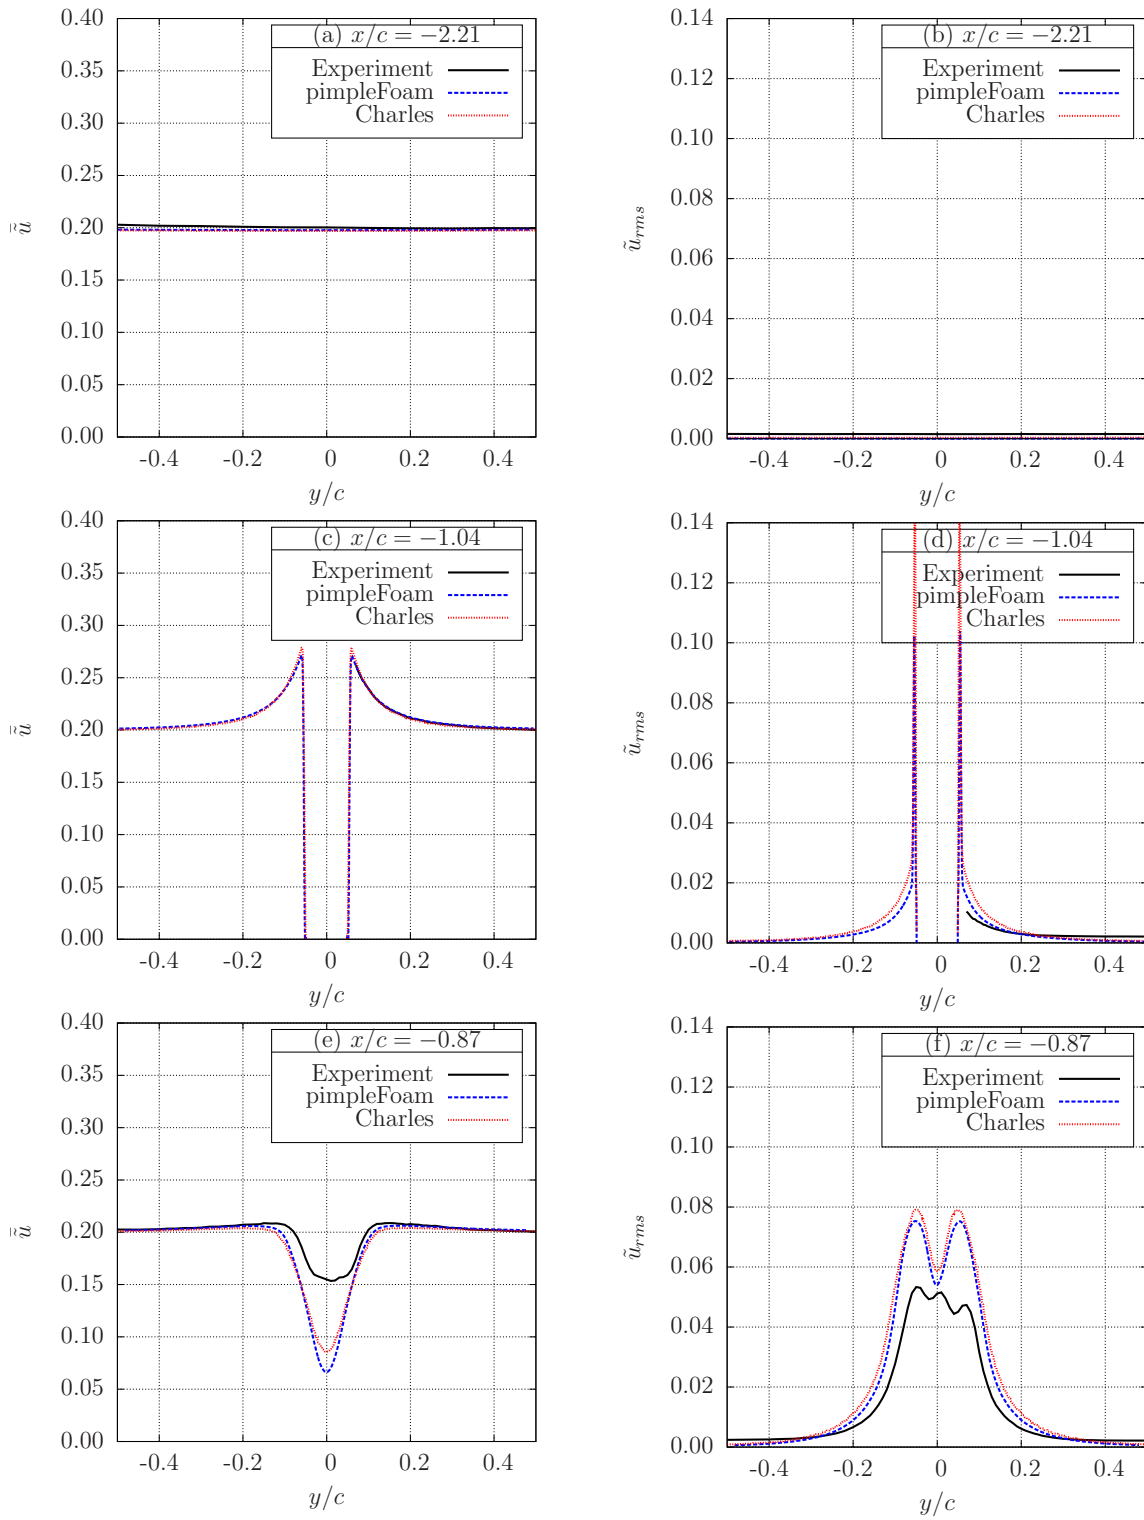 (a) x/c = −2.21
Experiment
pimpleFoam
Charles
0.40
0.35
0.30
0.25
0.20
0.15
0.10
0.05
0.00
ũ̄
-0.4 -0.2 0 0.2 0.4
y/c
(b) x/c = −2.21
Experiment
pimpleFoam
Charles
0.14
0.12
0.10
0.08
0.06
0.04
0.02
0.00
ũrms
-0.4 -0.2 0 0.2 0.4
y/c
(c) x/c = −1.04
Experiment
pimpleFoam
Charles
0.40
0.35
0.30
0.25
0.20
0.15
0.10
0.05
0.00
ũ̄
-0.4 -0.2 0 0.2 0.4
y/c
(d) x/c = −1.04
Experiment
pimpleFoam
Charles
0.14
0.12
0.10
0.08
0.06
0.04
0.02
0.00
ũrms
-0.4 -0.2 0 0.2 0.4
y/c
(e) x/c = −0.87
Experiment
pimpleFoam
Charles
0.40
0.35
0.30
0.25
0.20
0.15
0.10
0.05
0.00
ũ̄
-0.4 -0.2 0 0.2 0.4
y/c
(f) x/c = −0.87
Experiment
pimpleFoam
Charles
0.14
0.12
0.10
0.08
0.06
0.04
0.02
0.00
ũrms
-0.4 -0.2 0 0.2 0.4
y/c